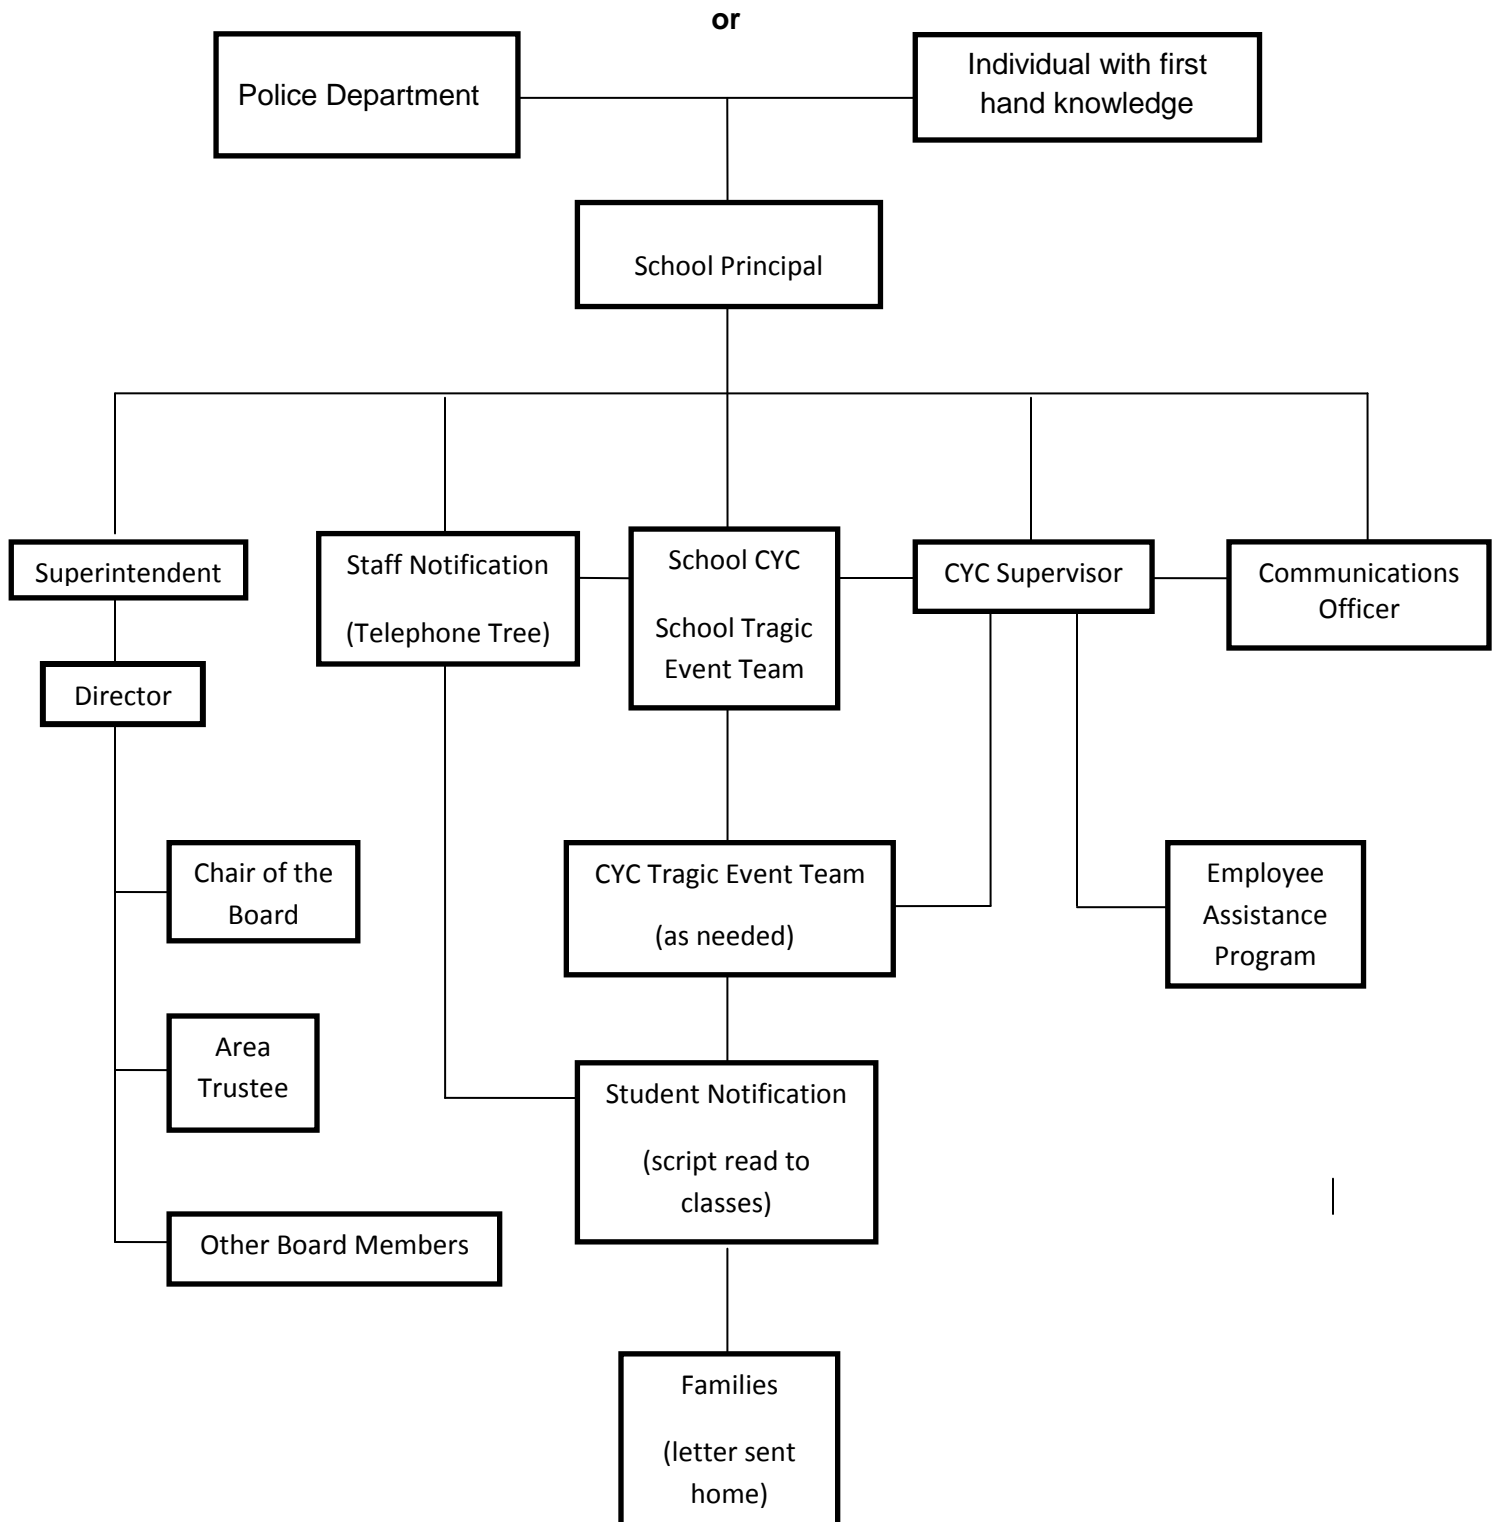 or
Police Department
Individual with first
hand knowledge
School Principal
Superintendent
Staff Notification
(Telephone Tree)
School CYC
School Tragic
Event Team
CYC Supervisor
Communications
Officer
Director
Chair of the
Board
CYC Tragic Event Team
(as needed)
Employee
Assistance
Program
Area
Trustee
Student Notification
(script read to
classes)
Other Board Members
Families
(letter sent
home)